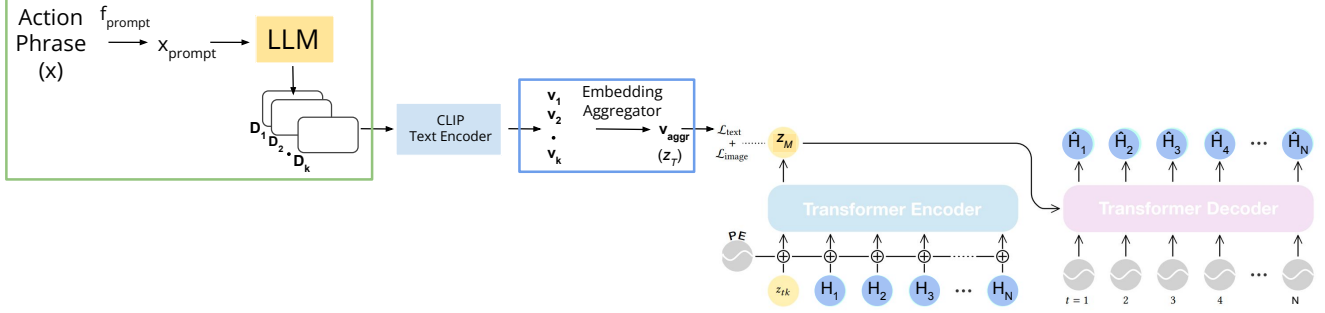 Action
Phrase
(x)
f_prompt
x_prompt
LLM
D_1
D_2
.
D_k
CLIP
Text Encoder
v_1
v_2
.
v_k
Embedding
Aggregator
v_aggr
(z_T)
ℒ_text
+
ℒ_image
z_M
Transformer Encoder
PE
z_tk
H_1
H_2
H_3
...
H_N
Ĥ_1
Ĥ_2
Ĥ_3
Ĥ_4
...
Ĥ_N
Transformer Decoder
...
t = 1
2
3
4
N